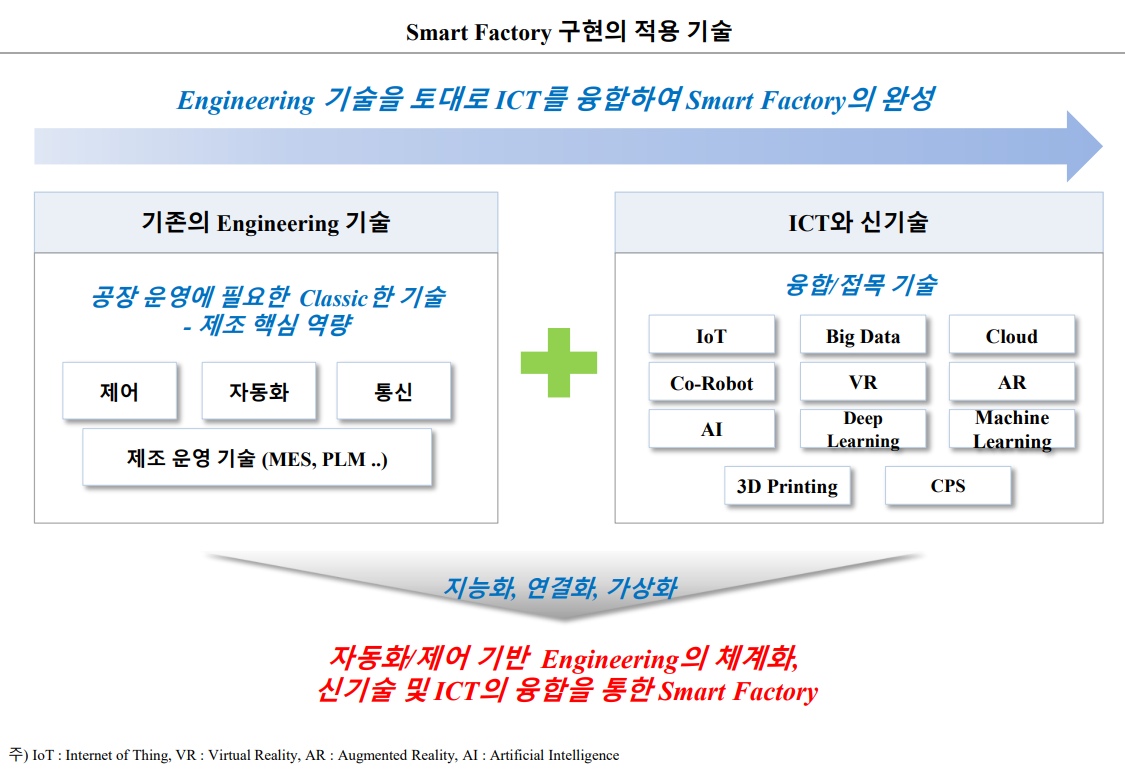 Smart Factory 구현의 적용 기술
Engineering 기술을 토대로 ICT를 융합하여 Smart Factory의 완성
기존의 Engineering 기술
공장 운영에 필요한 Classic한 기술
- 제조 핵심 역량
제어
자동화
통신
제조 운영 기술 (MES, PLM ..)
ICT와 신기술
융합/접목 기술
IoT
Big Data
Cloud
Co-Robot
VR
AR
AI
Deep
Learning
Machine
Learning
3D Printing
CPS
지능화, 연결화, 가상화
자동화/제어 기반 Engineering의 체계화,
신기술 및 ICT의 융합을 통한 Smart Factory
주) IoT : Internet of Thing, VR : Virtual Reality, AR : Augmented Reality, AI : Artificial Intelligence